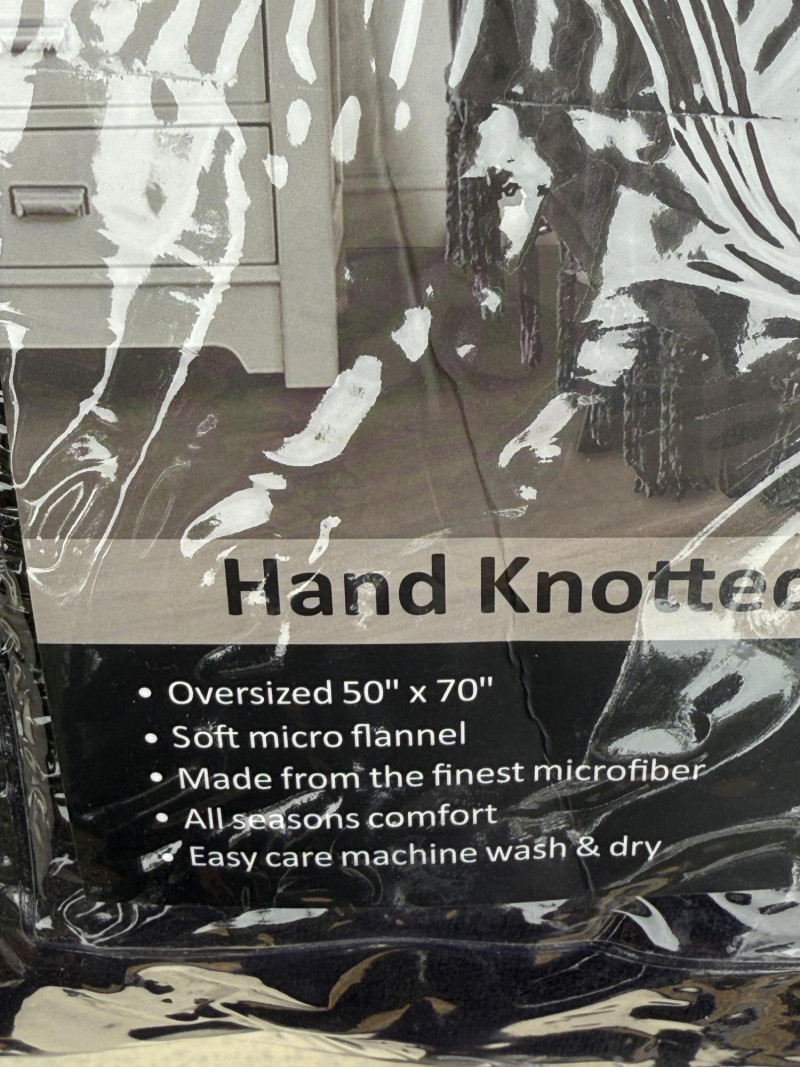 Hand Knotted
• Oversized 50" x 70"
• Soft micro flannel
• Made from the finest microfiber
• All seasons comfort
• Easy care machine wash & dry